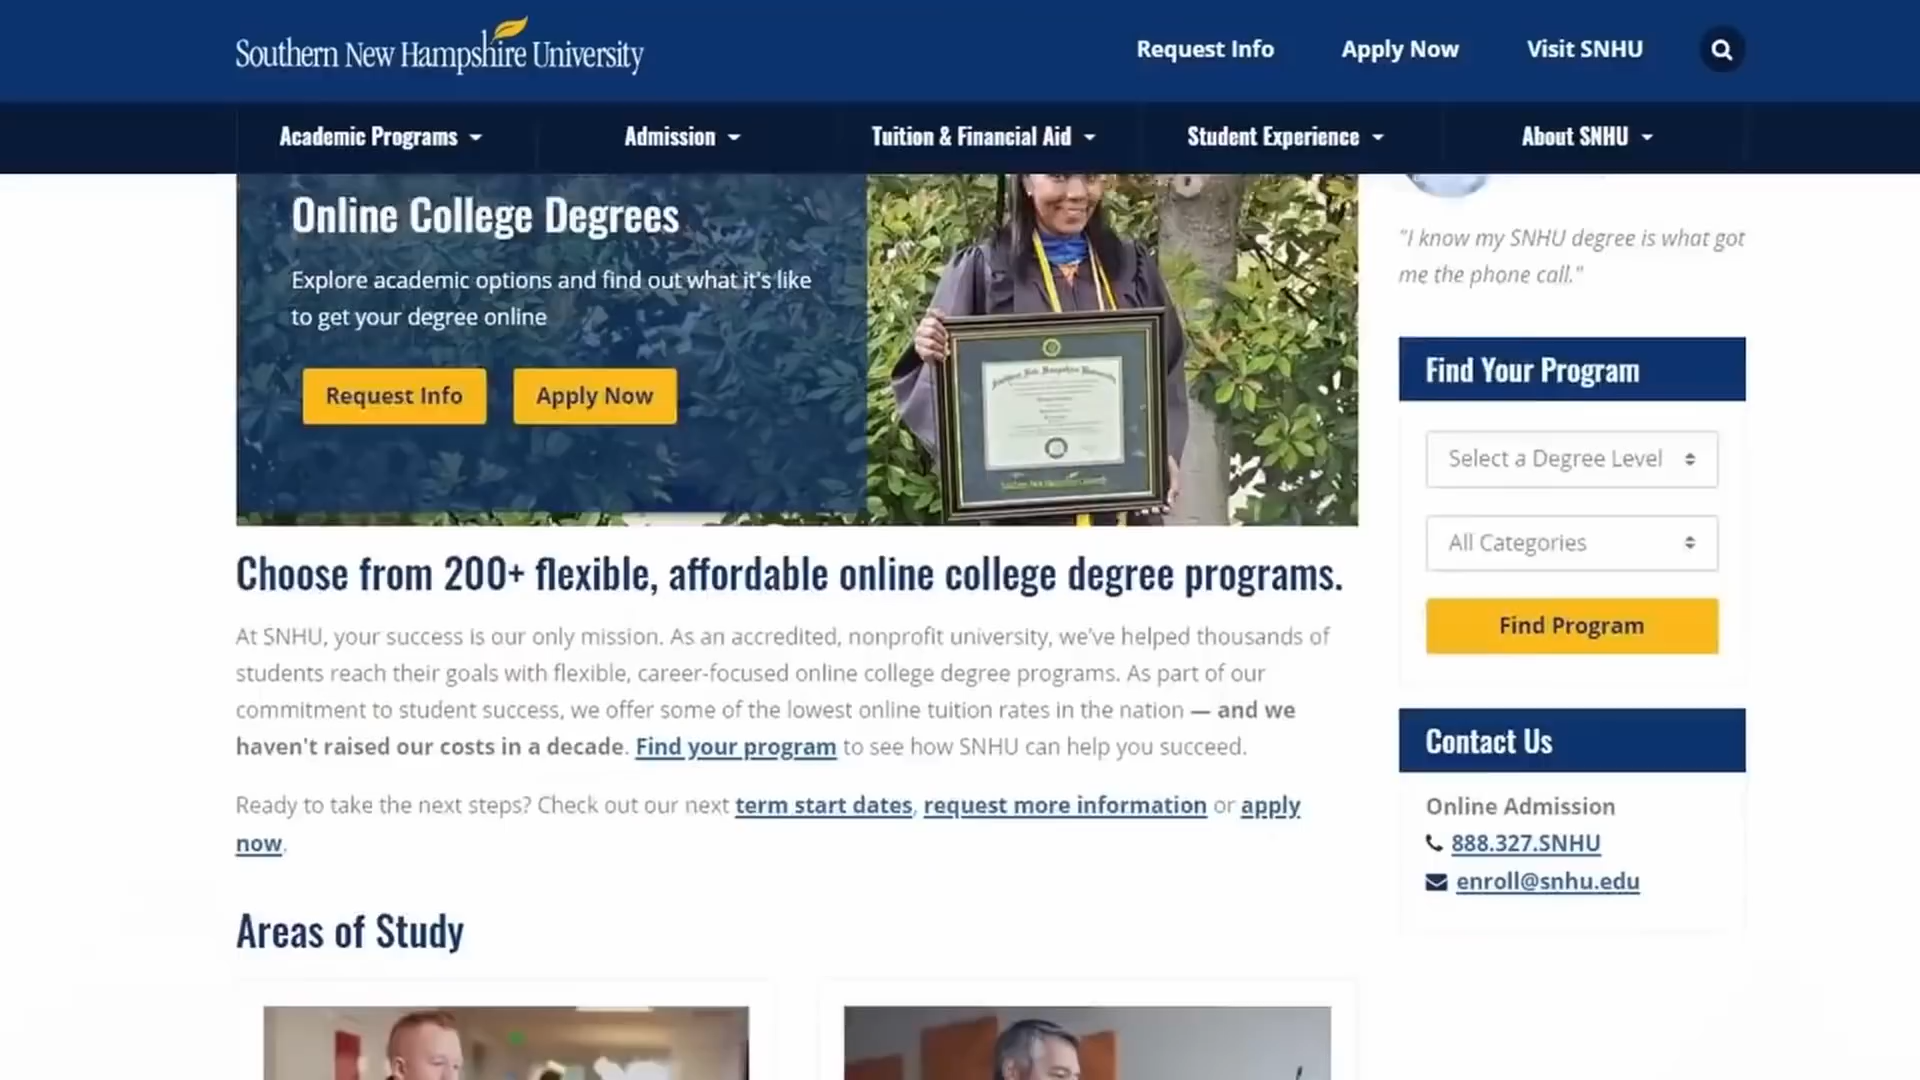 Southern New Hampshire University
Request Info
Apply Now
Visit SNHU
Academic Programs
Admission
Tuition & Financial Aid
Student Experience
About SNHU
Online College Degrees
Explore academic options and find out what it's like
to get your degree online
Request Info
Apply Now
Southern New Hampshire University
"I know my SNHU degree is what got
me the phone call."
Find Your Program
Select a Degree Level
All Categories
Find Program
Choose from 200+ flexible, affordable online college degree programs.
At SNHU, your success is our only mission. As an accredited, nonprofit university, we've helped thousands of
students reach their goals with flexible, career-focused online college degree programs. As part of our
commitment to student success, we offer some of the lowest online tuition rates in the nation — and we
haven't raised our costs in a decade. Find your program to see how SNHU can help you succeed.
Ready to take the next steps? Check out our next term start dates, request more information or apply
now.
Contact Us
Online Admission
888.327.SNHU
enroll@snhu.edu
Areas of Study